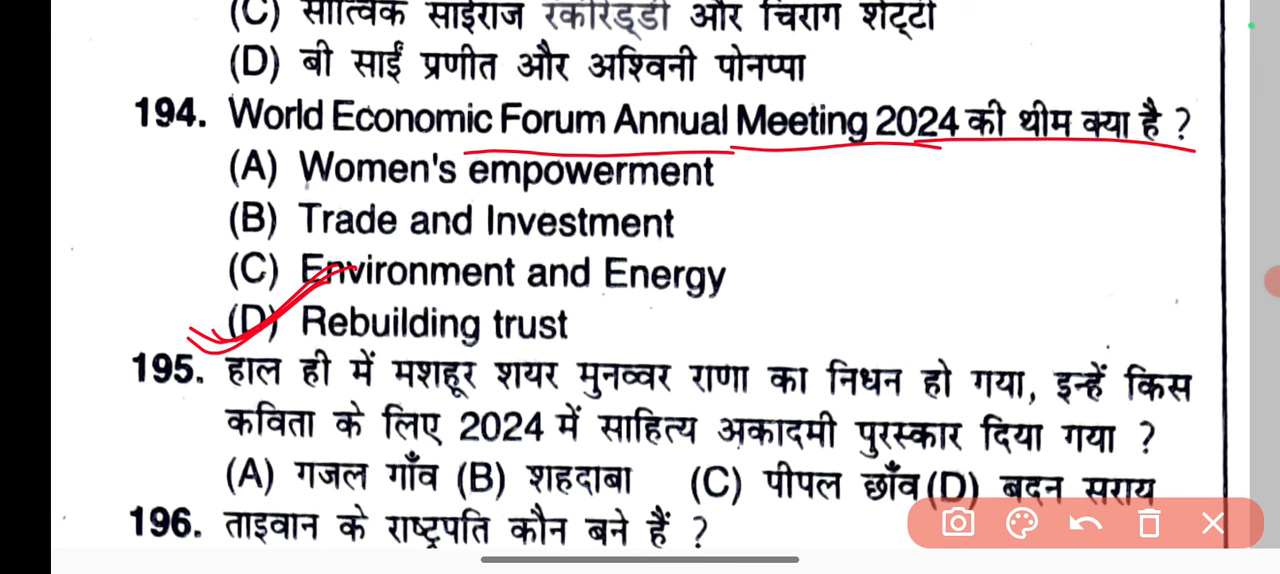 (C) सात्विक साईराज रंकीरेड्डी और चिराग शेट्टी
(D) बी साईं प्रणीत और अश्विनी पोनप्पा
194. World Economic Forum Annual Meeting 2024 की थीम क्या है ?
(A) Women's empowerment
(B) Trade and Investment
(C) Environment and Energy
(D) Rebuilding trust
195. हाल ही में मशहूर शयर मुनव्वर राणा का निधन हो गया, इन्हें किस
कविता के लिए 2024 में साहित्य अकादमी पुरस्कार दिया गया ?
(A) गजल गाँव (B) शहदाबा (C) पीपल छाँव (D) बदन सराय
196. ताइवान के राष्ट्रपति कौन बने हैं ?